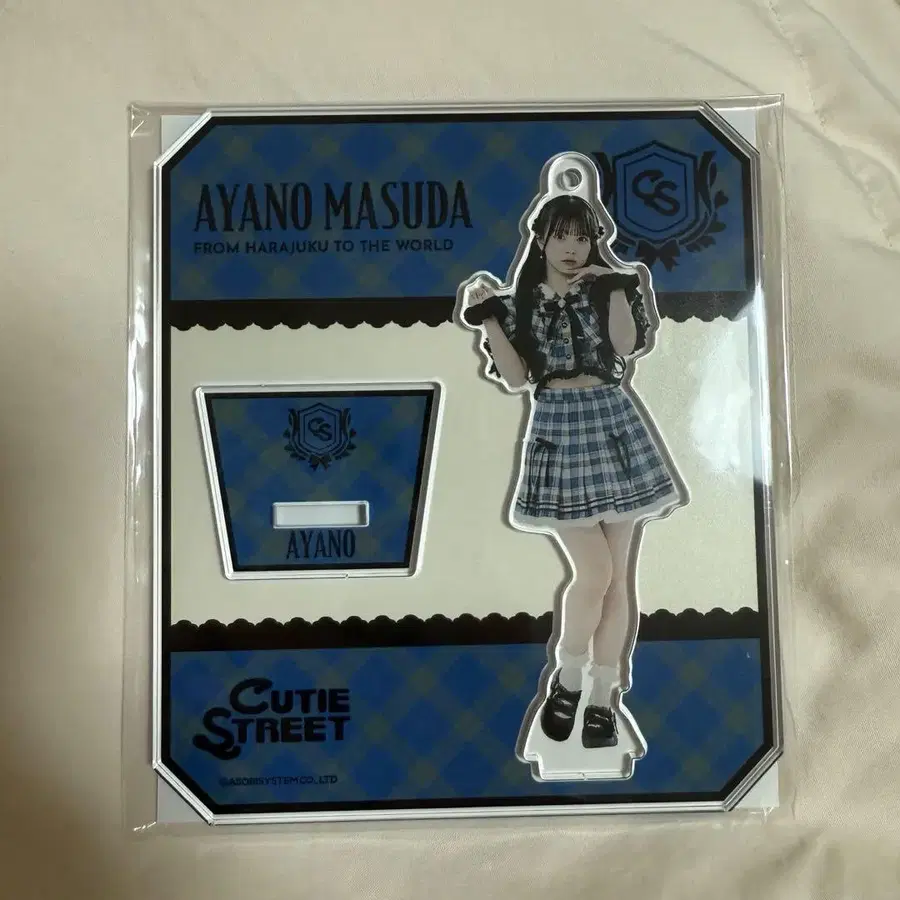 AYANO MASUDA
FROM HARAJUKU TO THE WORLD
CS
CS
AYANO
CUTIE
STREET
©ASOBISYSTEM CO., LTD